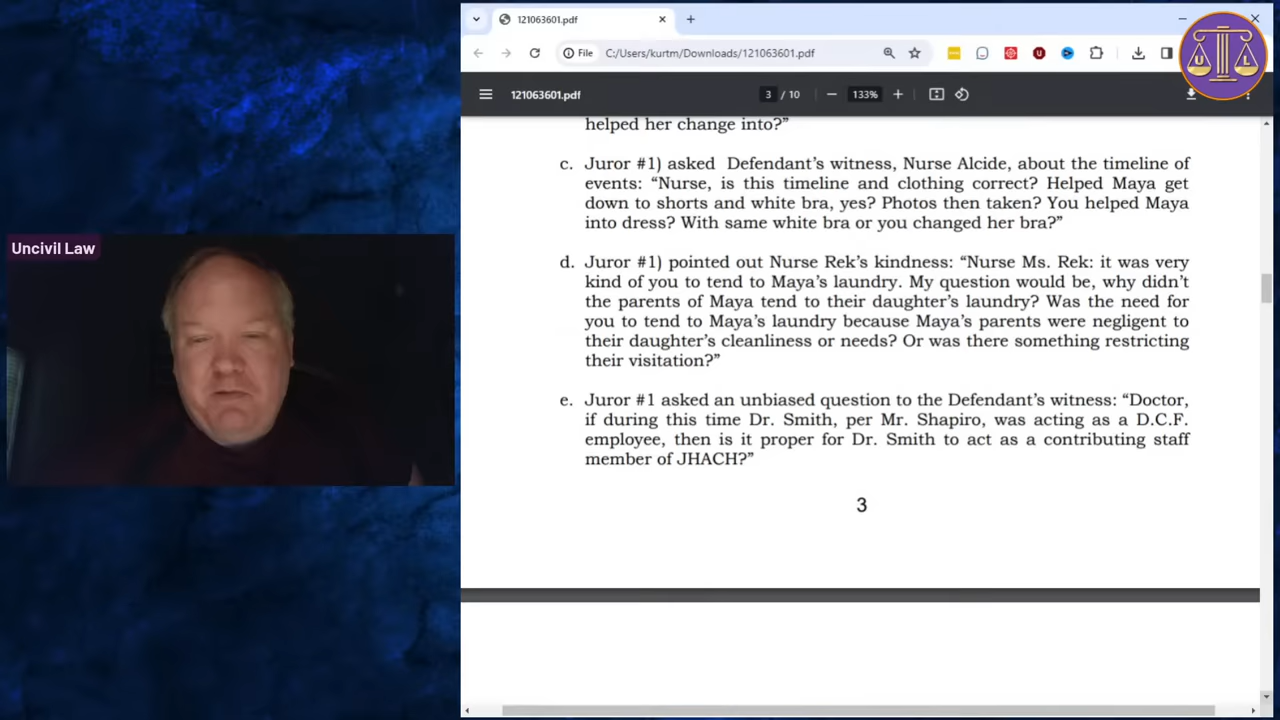 121063601.pdf
File
C:/Users/kurtm/Downloads/121063601.pdf
121063601.pdf
3 / 10
133%
U L
Uncivil Law
helped her change into?”
c. Juror #1) asked Defendant’s witness, Nurse Alcide, about the timeline of
events: “Nurse, is this timeline and clothing correct? Helped Maya get
down to shorts and white bra, yes? Photos then taken? You helped Maya
into dress? With same white bra or you changed her bra?”
d. Juror #1) pointed out Nurse Rek’s kindness: “Nurse Ms. Rek: it was very
kind of you to tend to Maya’s laundry. My question would be, why didn’t
the parents of Maya tend to their daughter’s laundry? Was the need for
you to tend to Maya’s laundry because Maya’s parents were negligent to
their daughter’s cleanliness or needs? Or was there something restricting
their visitation?”
e. Juror #1 asked an unbiased question to the Defendant’s witness: “Doctor,
if during this time Dr. Smith, per Mr. Shapiro, was acting as a D.C.F.
employee, then is it proper for Dr. Smith to act as a contributing staff
member of JHACH?”
3